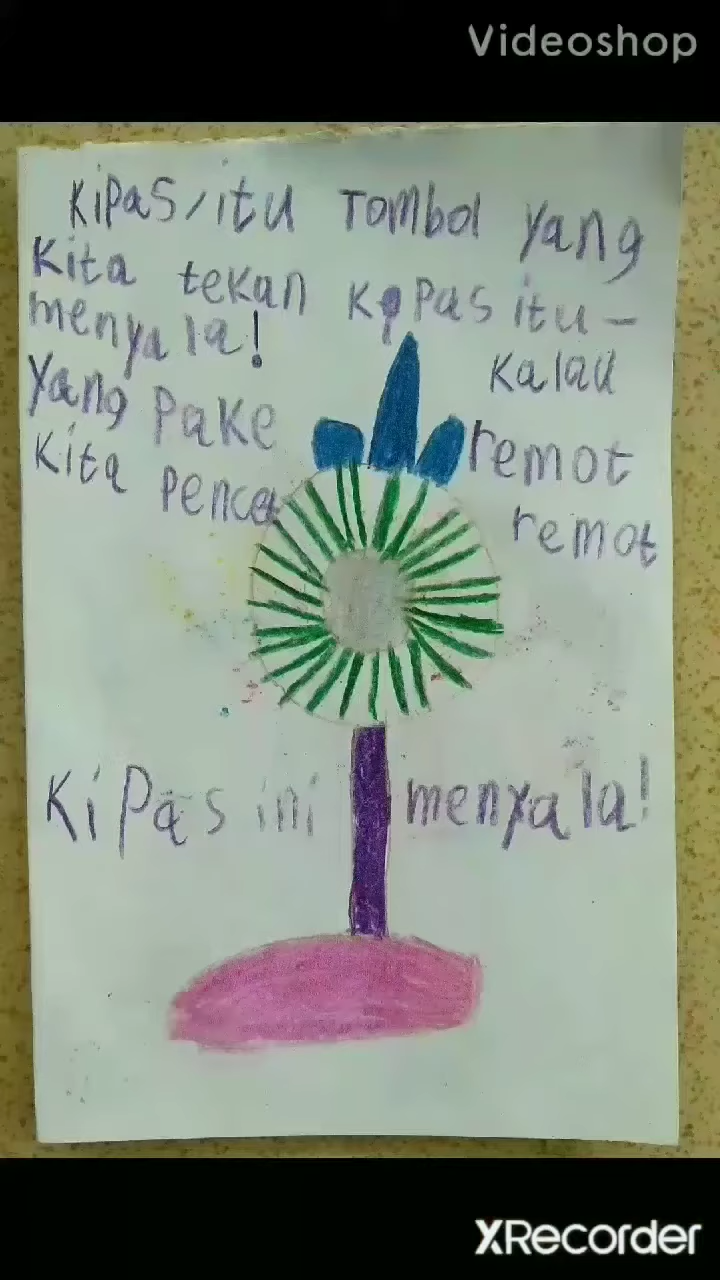 Videoshop
Kipas, itu Tombol yang
Kita tekan Kipas itu-
menyala! Kalau
yang Pake remot
Kita Pencet remot
Kipas ini menyala!
XRecorder